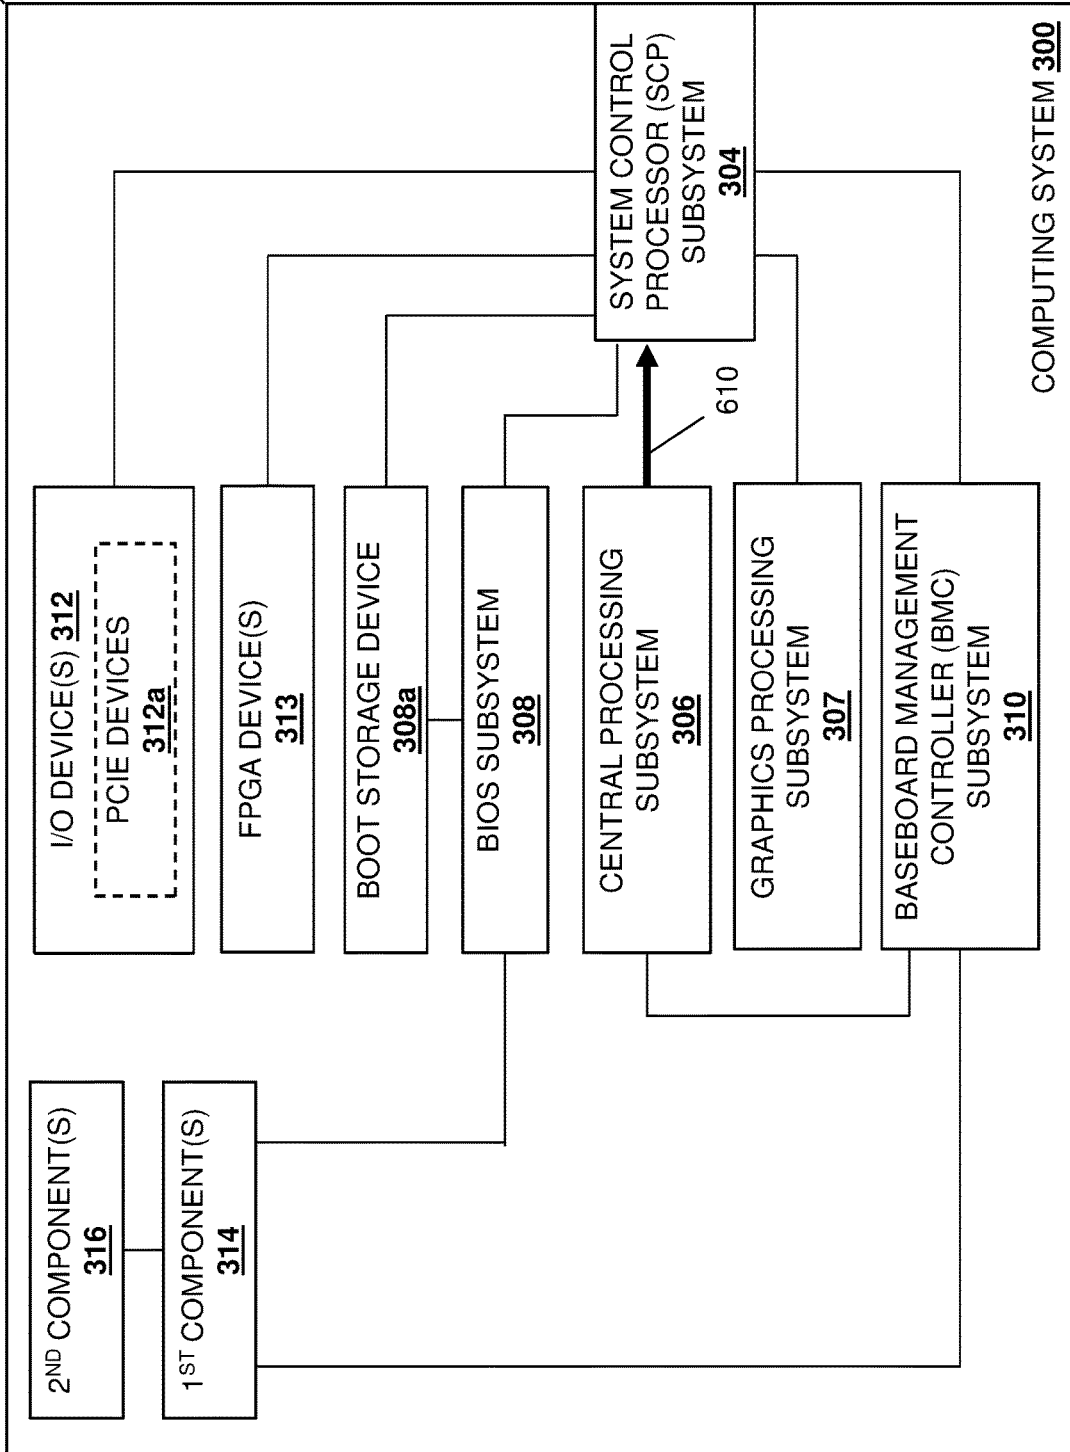 2ND COMPONENT(S)
316
1ST COMPONENT(S)
314
I/O DEVICE(S) 312
PCIE DEVICES
312a
FPGA DEVICE(S)
313
BOOT STORAGE DEVICE
308a
BIOS SUBSYSTEM
308
CENTRAL PROCESSING
SUBSYSTEM
306
GRAPHICS PROCESSING
SUBSYSTEM
307
BASEBOARD MANAGEMENT
CONTROLLER (BMC)
SUBSYSTEM
310
610
SYSTEM CONTROL
PROCESSOR (SCP)
SUBSYSTEM
304
COMPUTING SYSTEM 300